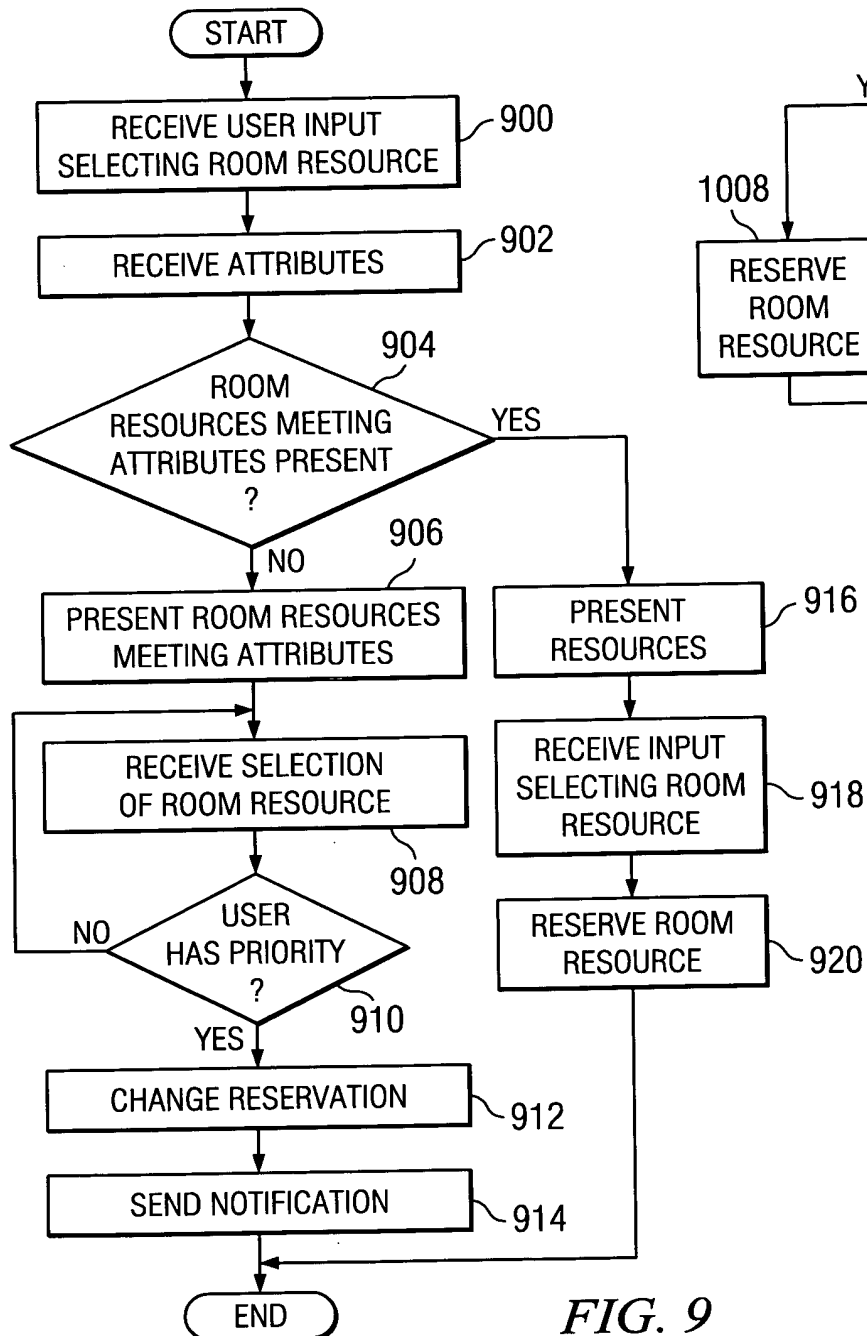 START
RECEIVE USER INPUT
SELECTING ROOM RESOURCE
900
RECEIVE ATTRIBUTES
902
904
ROOM
RESOURCES MEETING
ATTRIBUTES PRESENT
?
YES
NO
906
PRESENT ROOM RESOURCES
MEETING ATTRIBUTES
RECEIVE SELECTION
OF ROOM RESOURCE
908
USER
HAS PRIORITY
?
NO
910
YES
CHANGE RESERVATION
912
SEND NOTIFICATION
914
END
PRESENT
RESOURCES
916
RECEIVE INPUT
SELECTING ROOM
RESOURCE
918
RESERVE ROOM
RESOURCE
920
Y
1008
RESERVE
ROOM
RESOURCE
FIG. 9